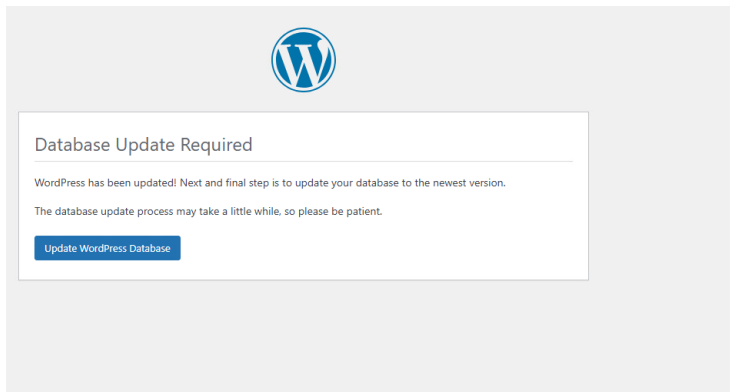 Database Update Required
WordPress has been updated! Next and final step is to update your database to the newest version.
The database update process may take a little while, so please be patient.
Update WordPress Database